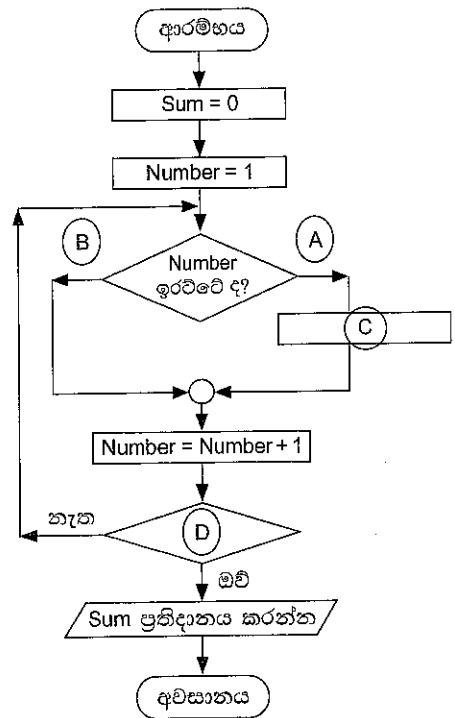 ආරම්භය
Sum = 0
Number = 1
B
A
Number
ඉරට්ටේ ද?
C
Number = Number + 1
නැත
D
ඔව්
Sum ප්‍රතිදානය කරන්න
අවසානය